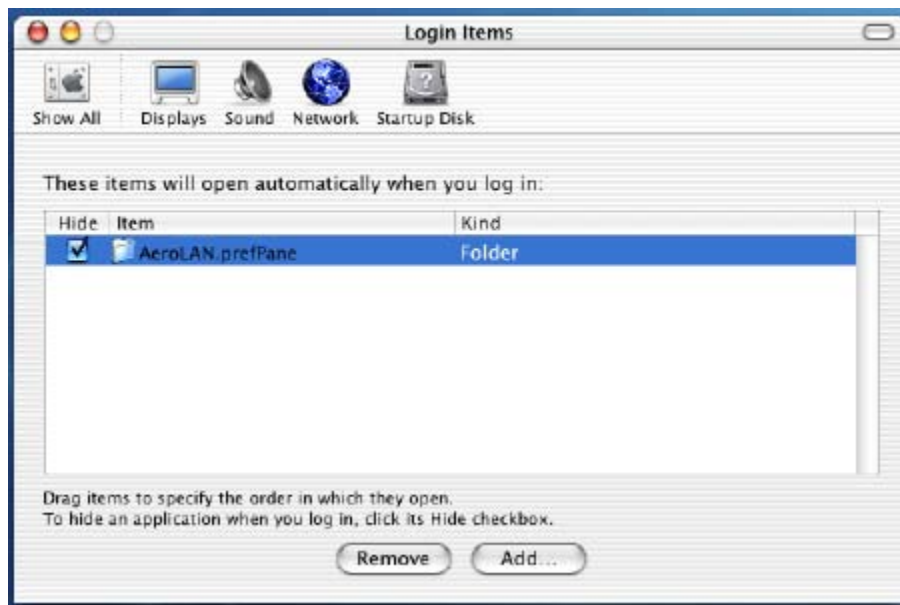 Login Items
Show All Displays Sound Network Startup Disk
These items will open automatically when you log in:
Hide Item Kind
AeroLAN.prefPane Folder
Drag items to specify the order in which they open.
To hide an application when you log in, click its Hide checkbox.
Remove Add...